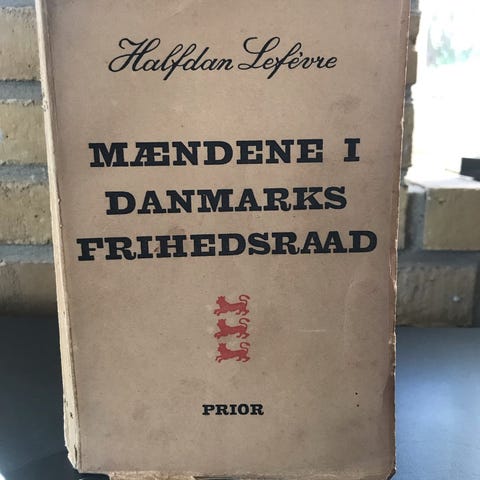 Halfdan Lefèvre
MÆNDENE I
DANMARKS
FRIHEDSRAAD
PRIOR